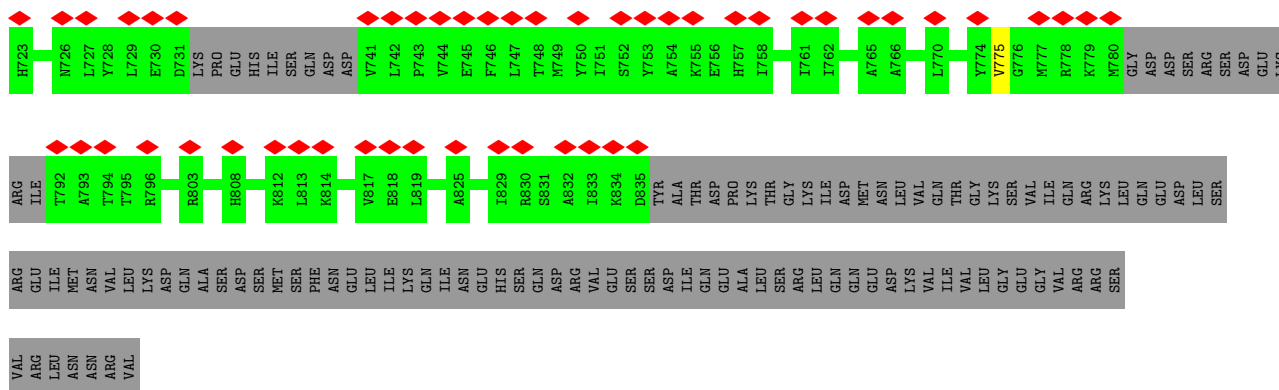 H723 N726 L727 Y728 L729 E730 D731 LYS PRO GLU HIS ILE SER GLN ASP ASP V741 L742 P743 V744 E745 F746 L747 T748 M749 Y750 I751 S752 Y753 A754 K755 E756 H757 I758 I761 I762 A765 A766 L770 Y774 V775 G776 M777 R778 K779 M780 GLY ASP ASP SER ARG SER ASP GLU
ARG ILE T792 A793 T794 T795 R796 R803 H808 K812 L813 K814 V817 E818 L819 A825 I829 R830 S831 A832 I833 K834 D835 TYR ALA THR ASP PRO LYS THR GLY LYS ILE ASP MET ASN LEU VAL GLN THR GLY LYS SER VAL ILE GLN ARG LYS LEU GLN GLU ASP LEU SER
ARG GLU ILE MET ASN VAL LEU LYS ASP GLN ALA SER ASP SER MET SER PHE ASN GLU LEU ILE LYS GLN ILE ASN GLU HIS SER GLN ASP ARG VAL GLU SER SER ASP ILE GLN GLU ALA LEU SER ARG LEU GLN GLN GLU ASP LYS VAL ILE VAL LEU GLY GLU GLY VAL ARG ARG SER
VAL ARG LEU ASN ASN ARG VAL